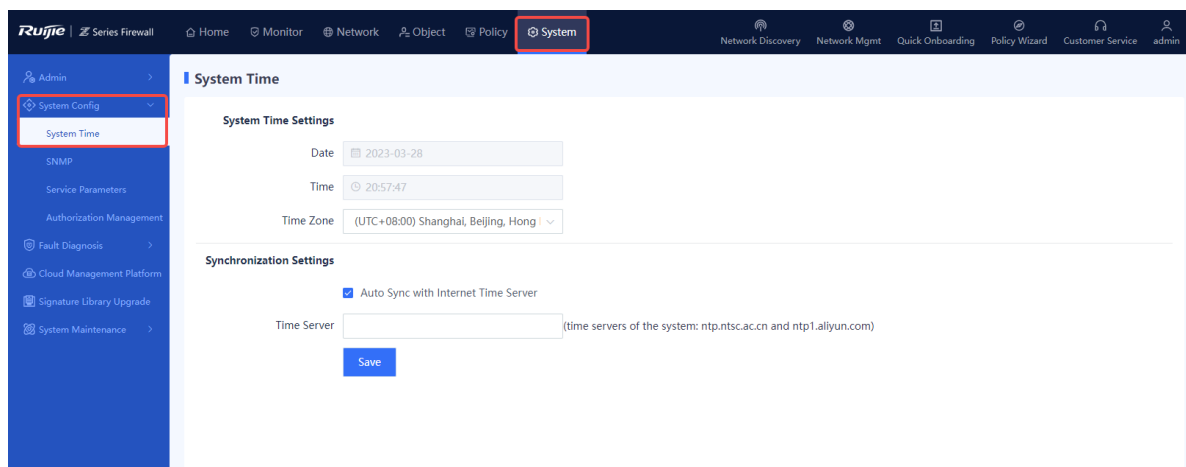 Ruijie | Z Series Firewall
Home
Monitor
Network
Object
Policy
System
Network Discovery
Network Mgmt
Quick Onboarding
Policy Wizard
Customer Service
admin
Admin
System Config
System Time
SNMP
Service Parameters
Authorization Management
Fault Diagnosis
Cloud Management Platform
Signature Library Upgrade
System Maintenance
System Time
System Time Settings
Date 2023-03-28
Time 20:57:47
Time Zone (UTC+08:00) Shanghai, Beijing, Hong
Synchronization Settings
Auto Sync with Internet Time Server
Time Server (time servers of the system: ntp.ntsc.ac.cn and ntp1.aliyun.com)
Save